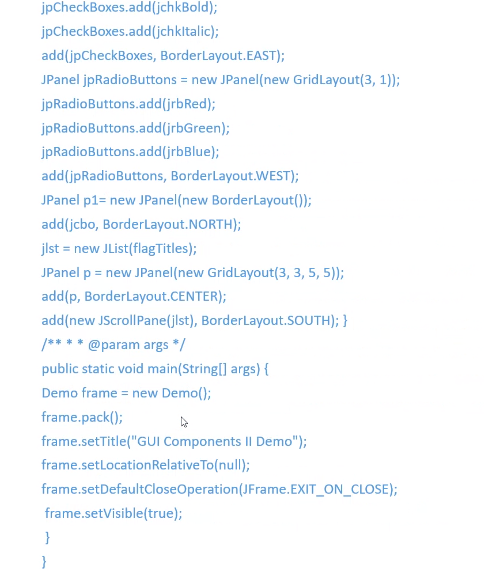 jpCheckBoxes.add(jchkBold);
jpCheckBoxes.add(jchkItalic);
add(jpCheckBoxes, BorderLayout.EAST);
JPanel jpRadioButtons = new JPanel(new GridLayout(3, 1));
jpRadioButtons.add(jrbRed);
jpRadioButtons.add(jrbGreen);
jpRadioButtons.add(jrbBlue);
add(jpRadioButtons, BorderLayout.WEST);
JPanel p1= new JPanel(new BorderLayout());
add(jcbo, BorderLayout.NORTH);
jlst = new JList(flagTitles);
JPanel p = new JPanel(new GridLayout(3, 3, 5, 5));
add(p, BorderLayout.CENTER);
add(new JScrollPane(jlst), BorderLayout.SOUTH); }
/** * * @param args */
public static void main(String[] args) {
Demo frame = new Demo();
frame.pack();
frame.setTitle("GUI Components II Demo");
frame.setLocationRelativeTo(null);
frame.setDefaultCloseOperation(JFrame.EXIT_ON_CLOSE);
frame.setVisible(true);
}
}